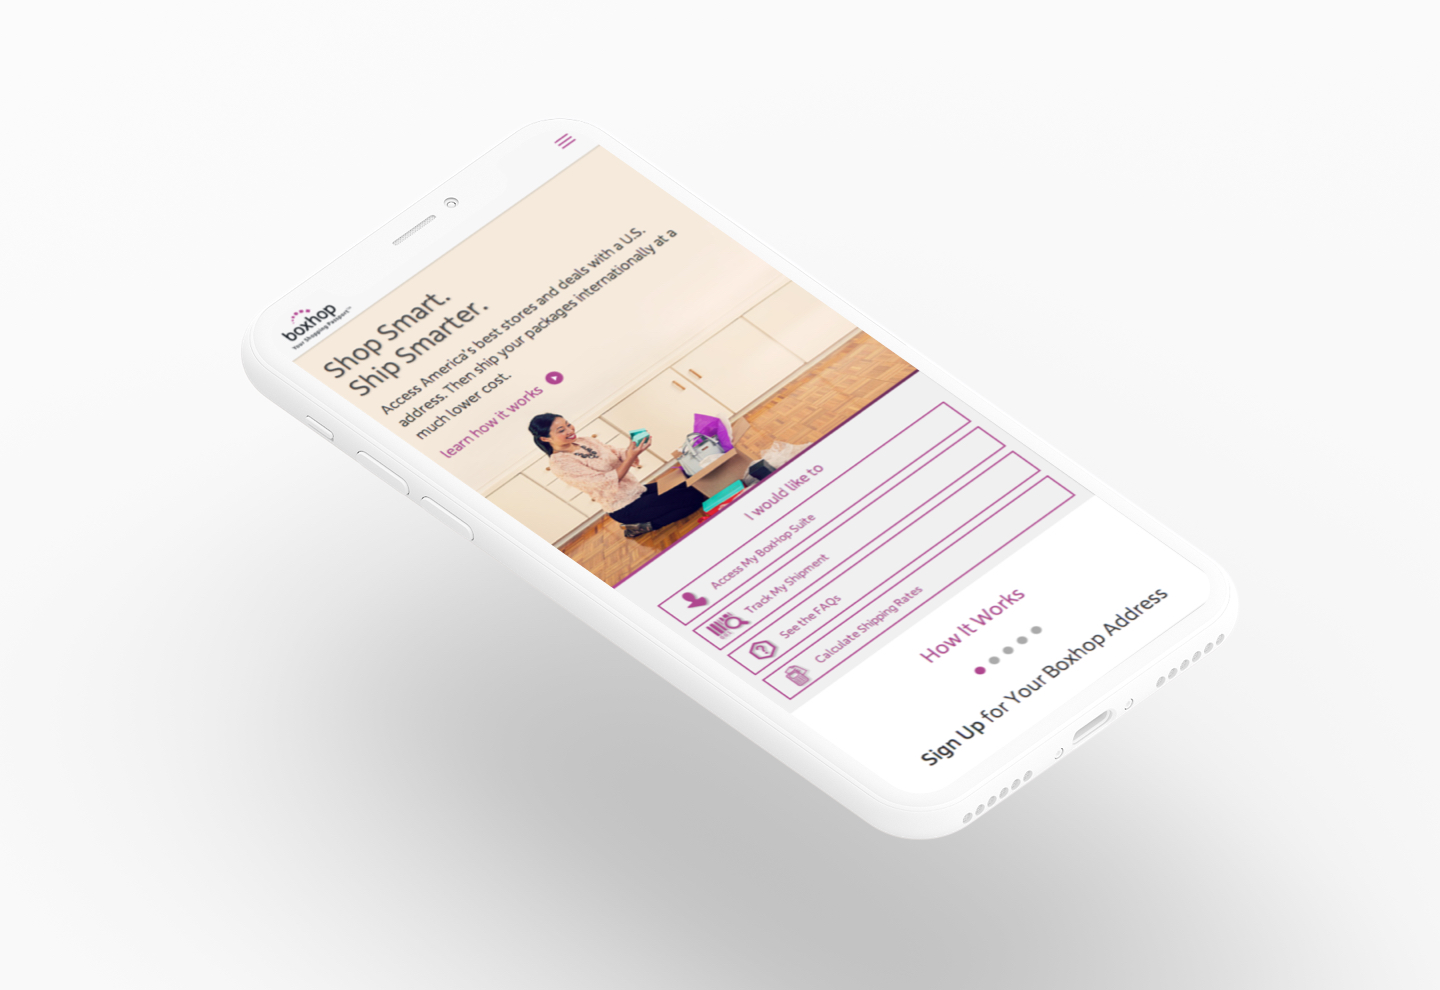 boxhop
Your Shopping Passport™
Shop Smart.
Ship Smarter.
Access America's best stores and deals with a U.S.
address. Then ship your packages internationally at a
much lower cost.
learn how it works
I would like to
Access My BoxHop Suite
Track My Shipment
See the FAQs
Calculate Shipping Rates
How It Works
Sign Up for Your Boxhop Address